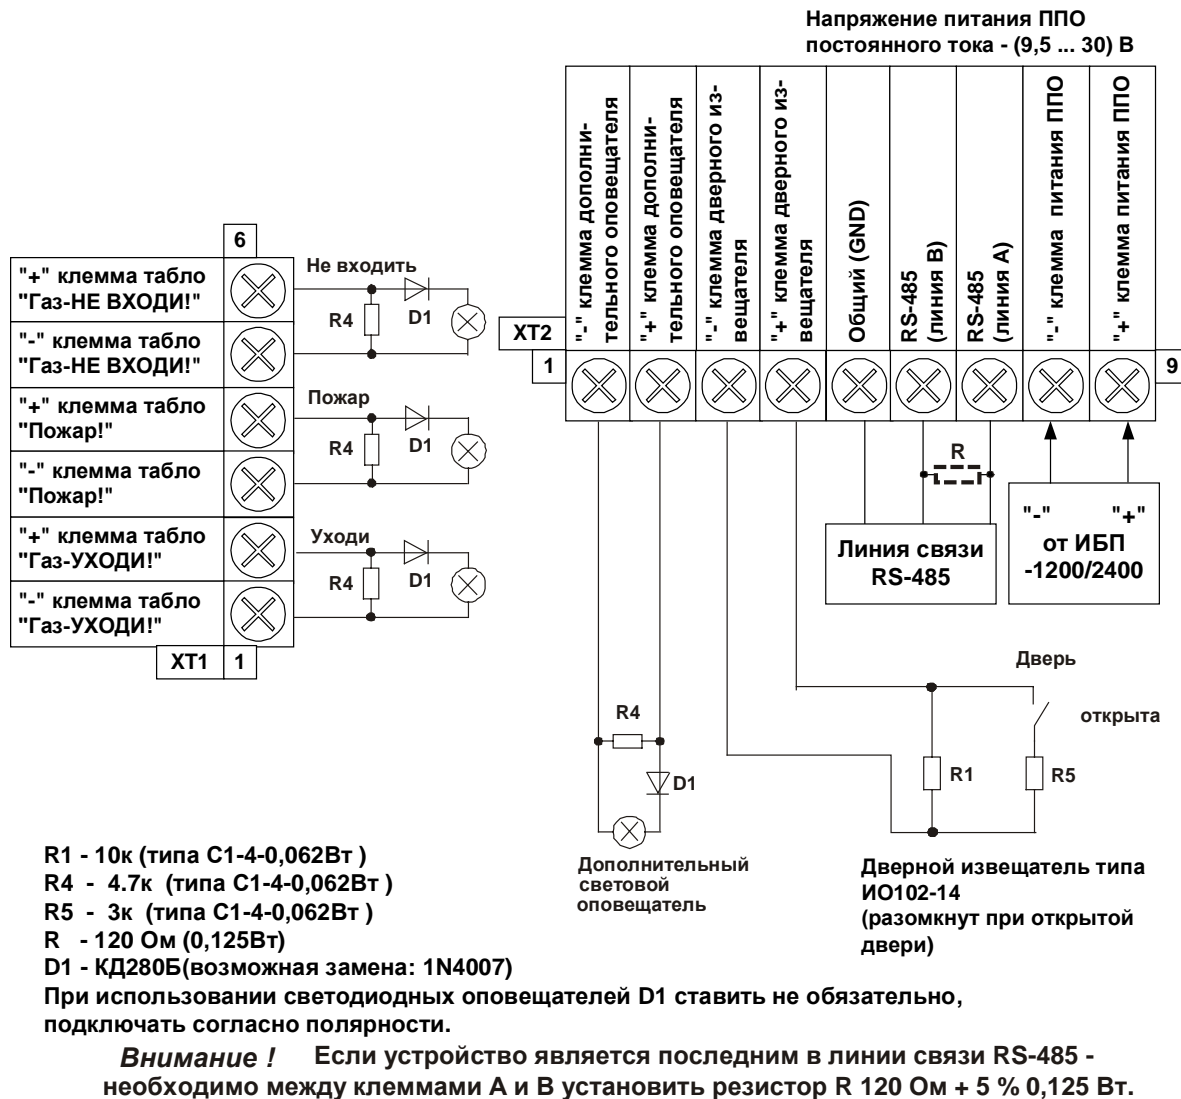 Напряжение питания ППО
постоянного тока - (9,5 ... 30) В
"-" клемма дополни-
тельного оповещателя
"+" клемма дополни-
тельного оповещателя
"-" клемма дверного из-
вещателя
"+" клемма дверного из-
вещателя
Общий (GND)
RS-485
(линия В)
RS-485
(линия А)
"-" клемма питания ППО
"+" клемма питания ППО
XT2
1
9
6
"+" клемма табло
"Газ-НЕ ВХОДИ!"
"-" клемма табло
"Газ-НЕ ВХОДИ!"
"+" клемма табло
"Пожар!"
"-" клемма табло
"Пожар!"
"+" клемма табло
"Газ-УХОДИ!"
"-" клемма табло
"Газ-УХОДИ!"
XT1
1
Не входить
R4
D1
Пожар
R4
D1
Уходи
R4
D1
R
Линия связи
RS-485
"-" "+"
от ИБП
-1200/2400
Дверь
открыта
R4
D1
R1
R5
Дополнительный
световой
оповещатель
Дверной извещатель типа
ИО102-14
(разомкнут при открытой
двери)
R1 - 10к (типа С1-4-0,062Вт )
R4 - 4.7к (типа С1-4-0,062Вт )
R5 - 3к (типа С1-4-0,062Вт )
R - 120 Ом (0,125Вт)
D1 - КД280Б(возможная замена: 1N4007)
При использовании светодиодных оповещателей D1 ставить не обязательно,
подключать согласно полярности.
Внимание ! Если устройство является последним в линии связи RS-485 -
необходимо между клеммами А и В установить резистор R 120 Ом + 5 % 0,125 Вт.